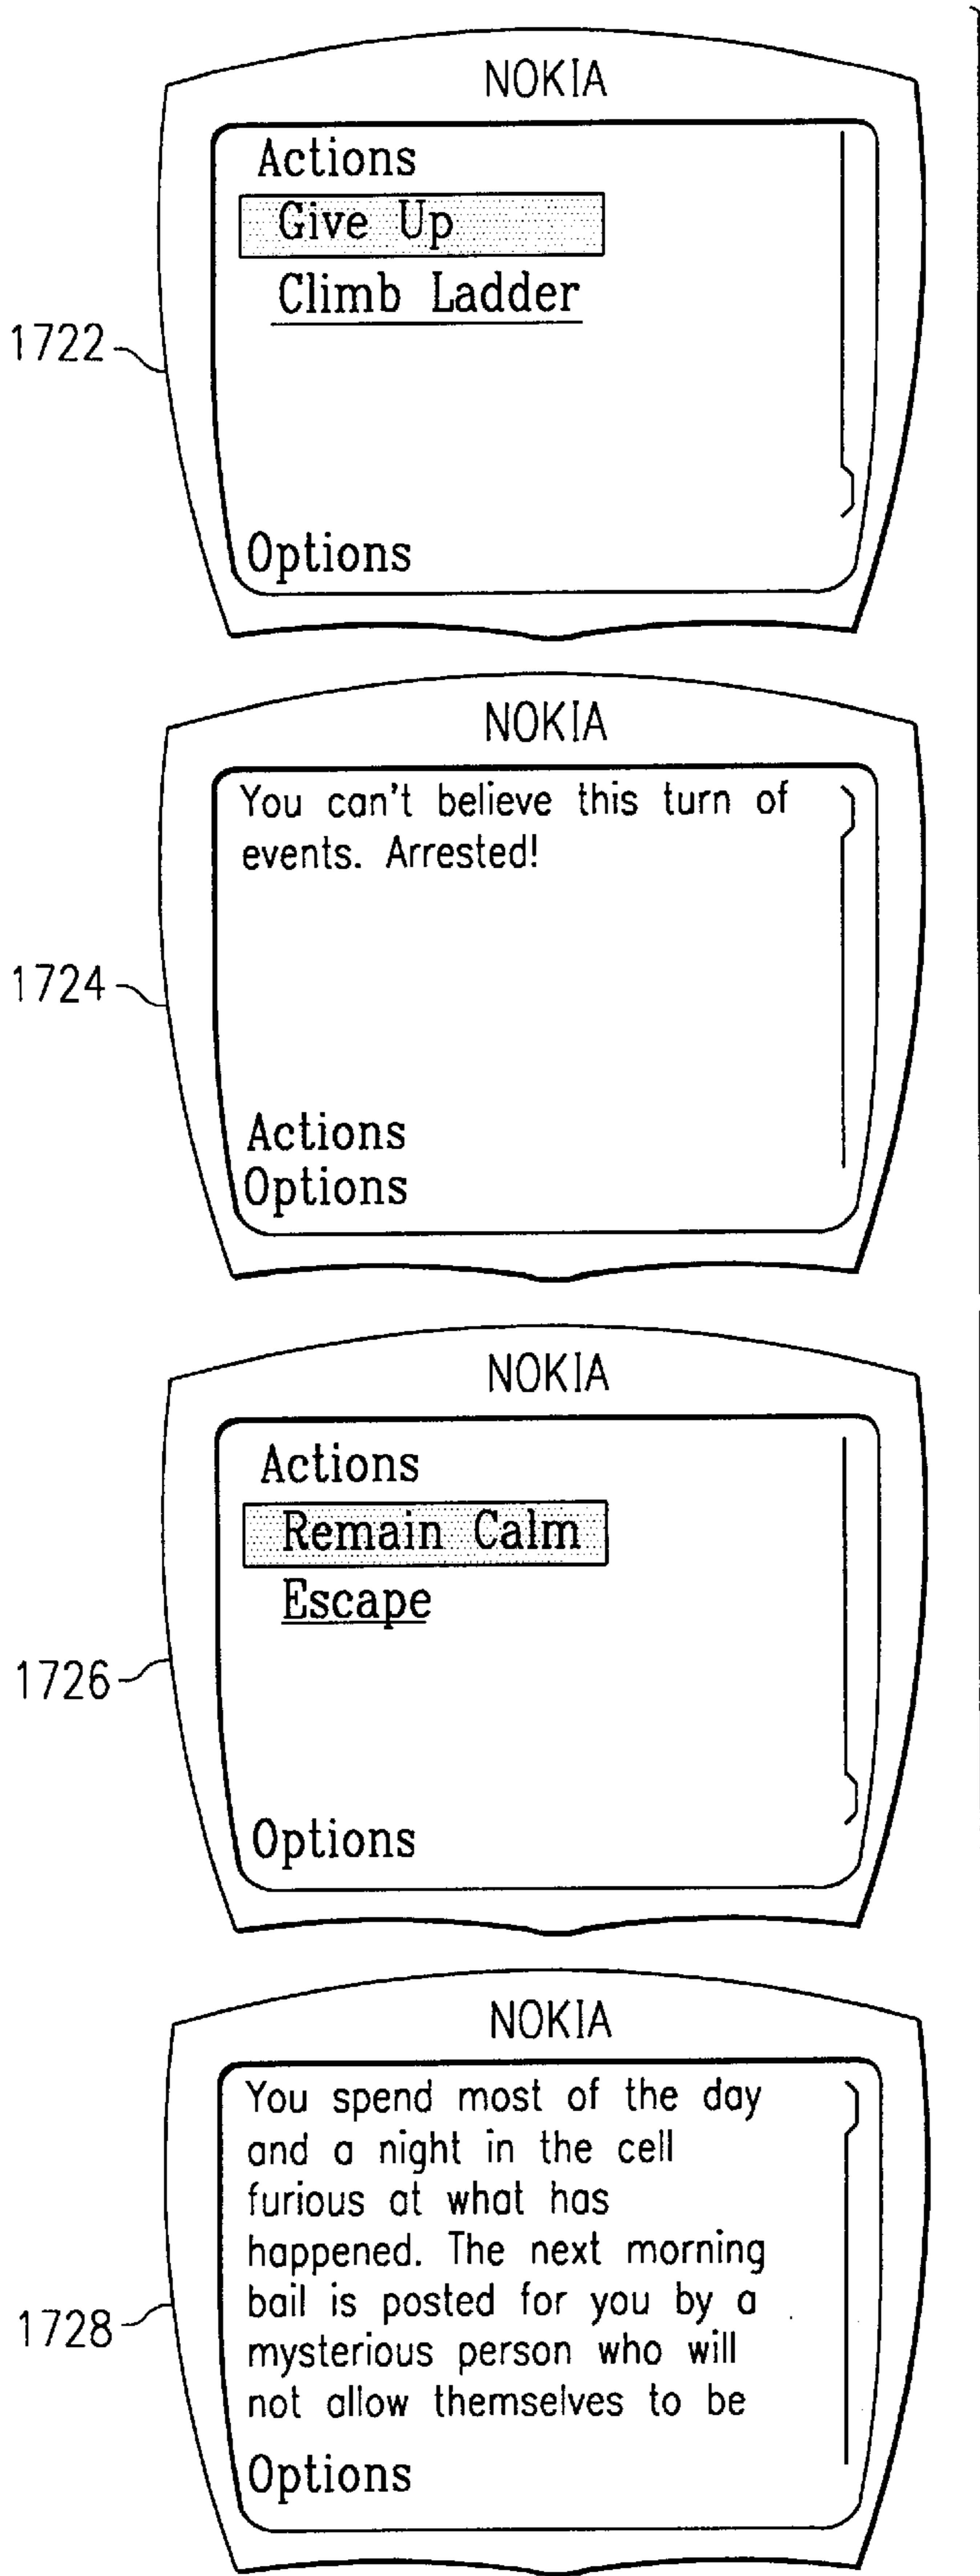 NOKIA
Actions
Give Up
Climb Ladder
1722
Options
NOKIA
You can't believe this turn of
events. Arrested!
1724
Actions
Options
NOKIA
Actions
Remain Calm
Escape
1726
Options
NOKIA
You spend most of the day
and a night in the cell
furious at what has
happened. The next morning
bail is posted for you by a
1728
mysterious person who will
not allow themselves to be
Options